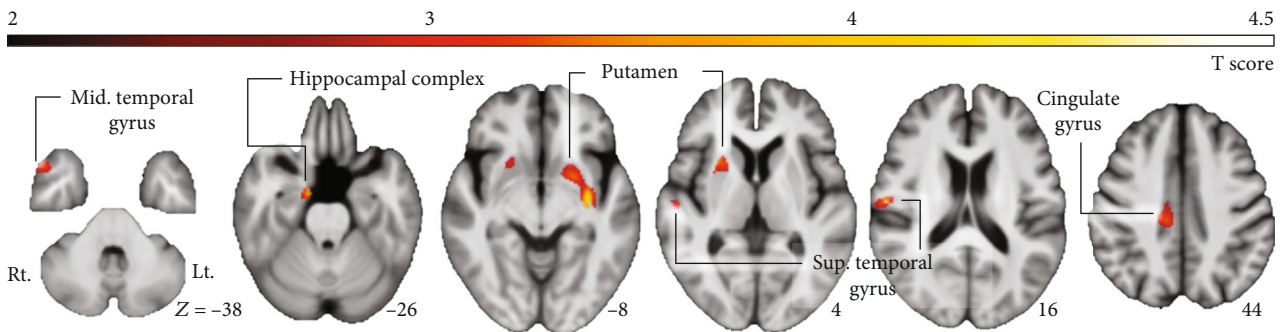 2 3 4 4.5
T score
Hippocampal complex
Putamen
Mid. temporal
gyrus
Cingulate
gyrus
Rt.
Lt.
Sup. temporal
gyrus
Z = –38
–26
–8
4
16
44